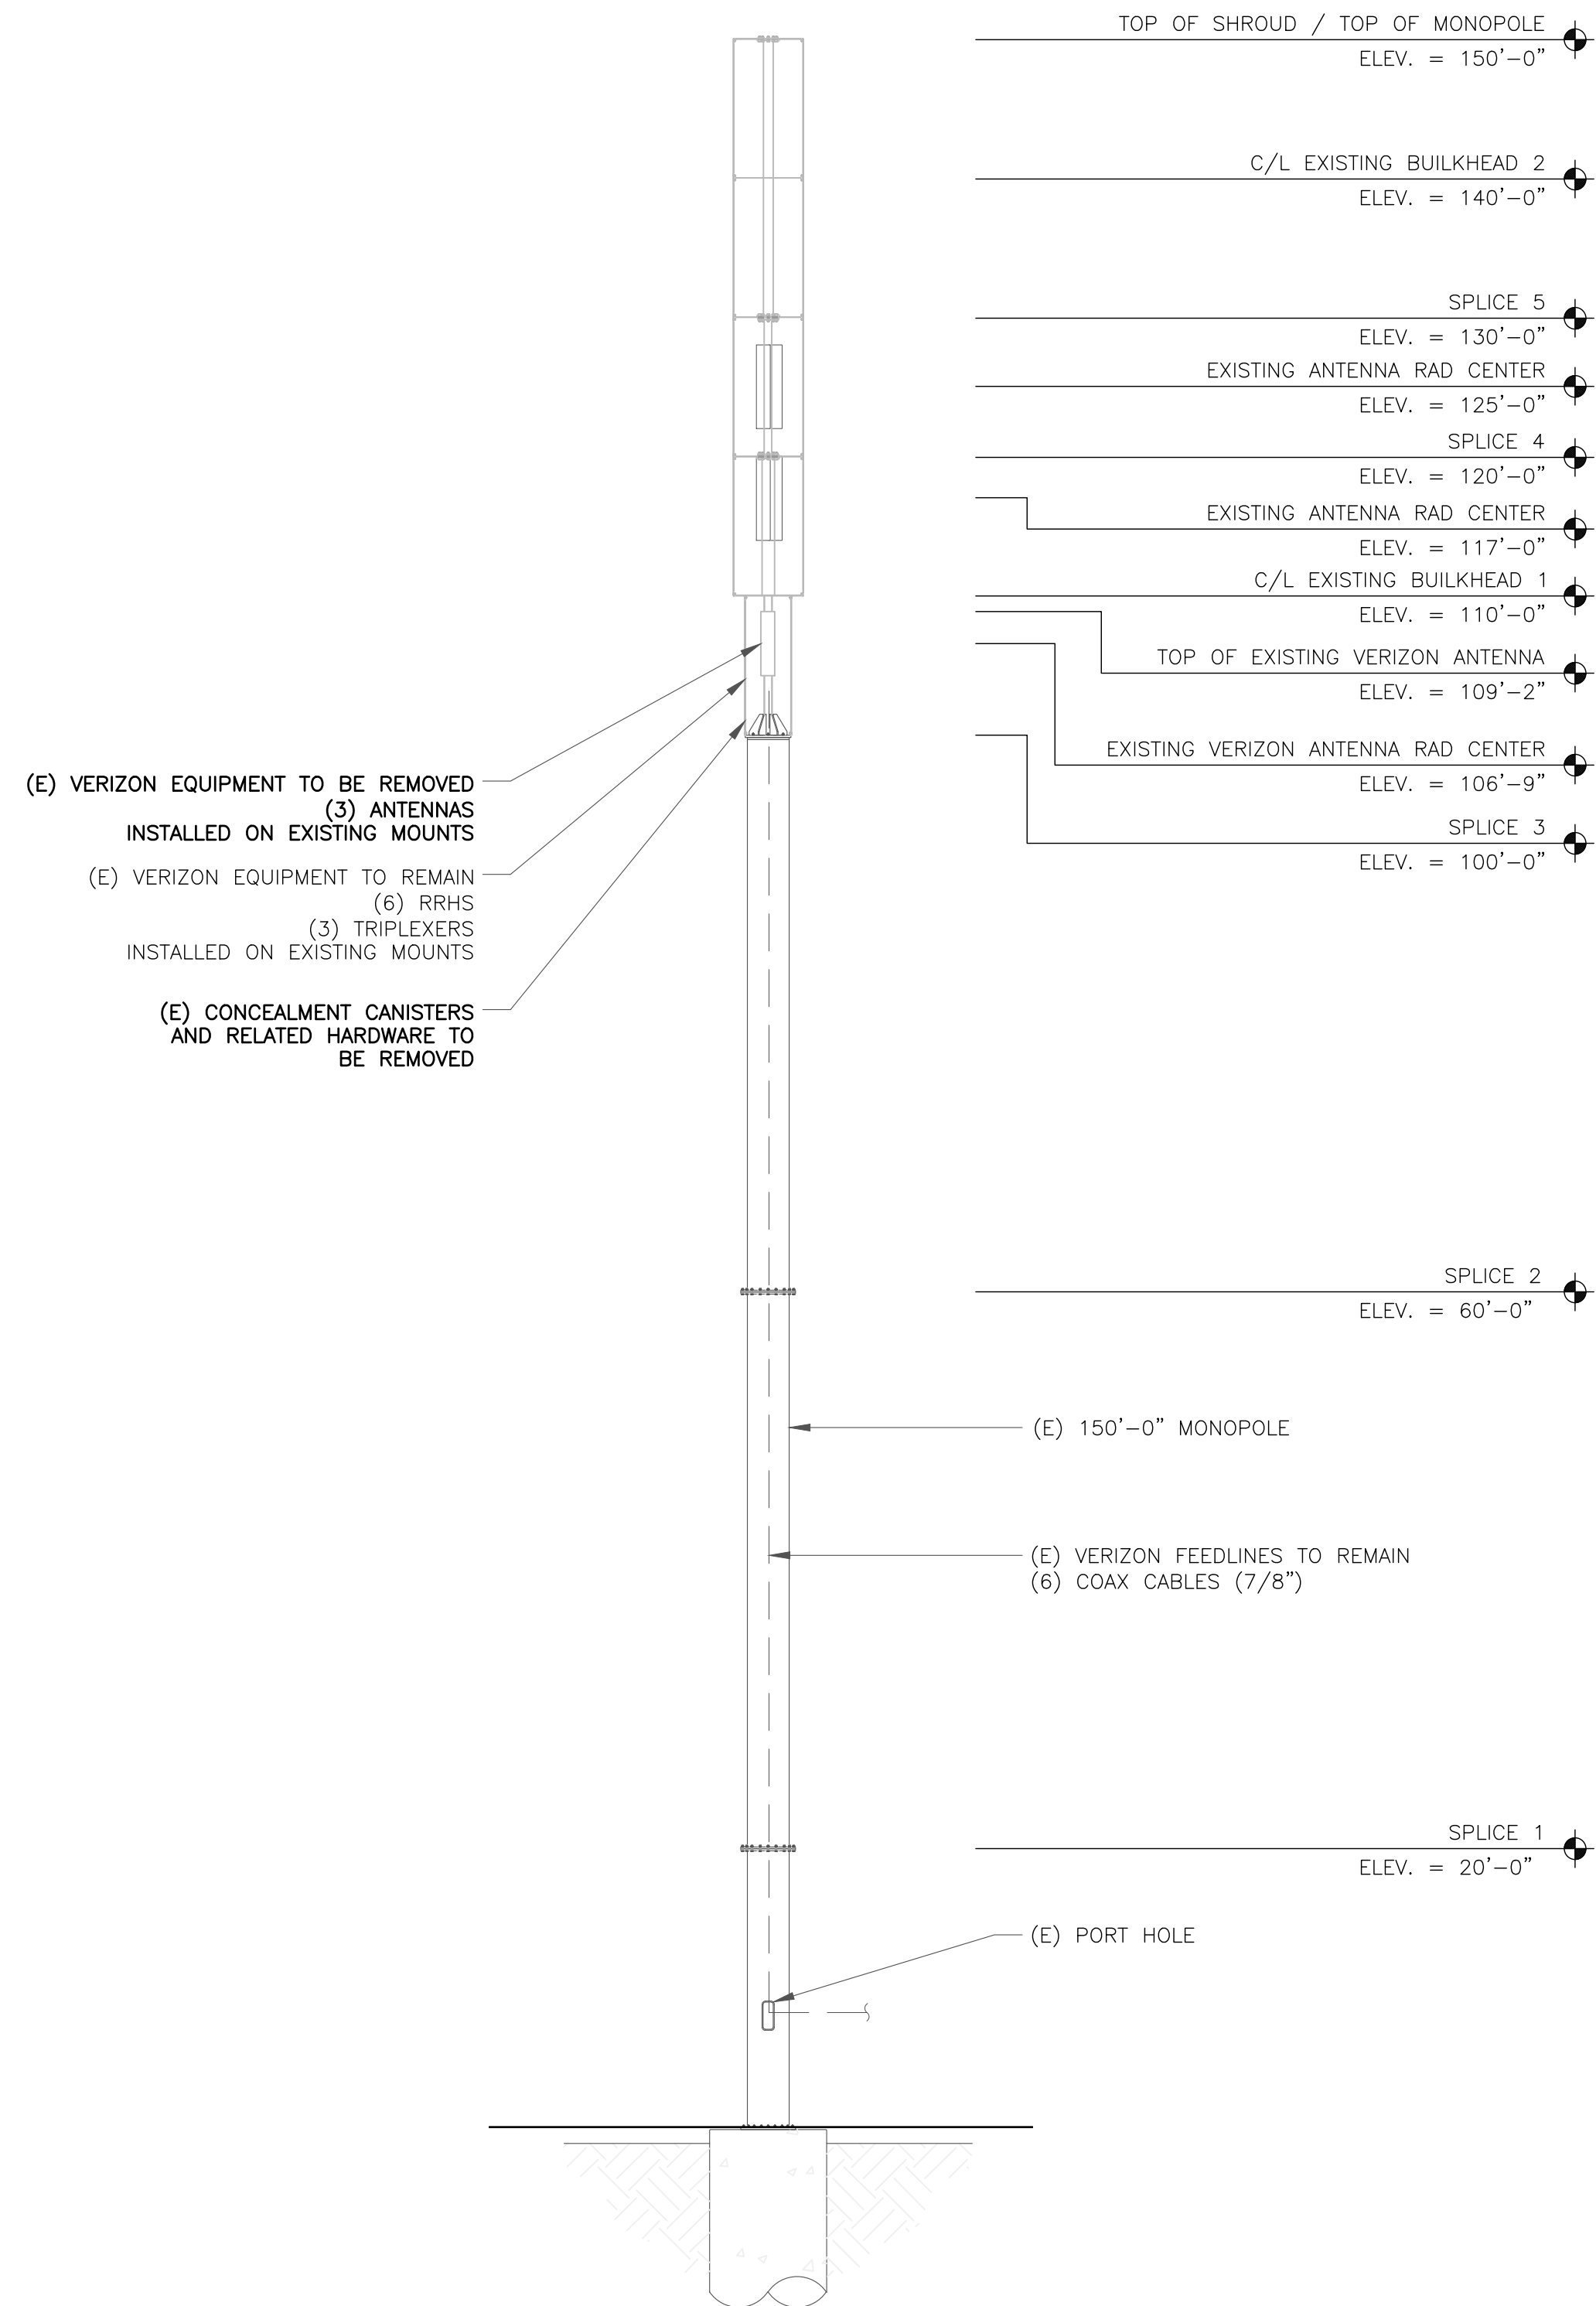 TOP OF SHROUD / TOP OF MONOPOLE
ELEV. = 150'-0"
C/L EXISTING BUILKHEAD 2
ELEV. = 140'-0"
SPLICE 5
ELEV. = 130'-0"
EXISTING ANTENNA RAD CENTER
ELEV. = 125'-0"
SPLICE 4
ELEV. = 120'-0"
EXISTING ANTENNA RAD CENTER
ELEV. = 117'-0"
C/L EXISTING BUILKHEAD 1
ELEV. = 110'-0"
TOP OF EXISTING VERIZON ANTENNA
ELEV. = 109'-2"
EXISTING VERIZON ANTENNA RAD CENTER
ELEV. = 106'-9"
SPLICE 3
ELEV. = 100'-0"
(E) VERIZON EQUIPMENT TO BE REMOVED
(3) ANTENNAS
INSTALLED ON EXISTING MOUNTS
(E) VERIZON EQUIPMENT TO REMAIN
(6) RRHS
(3) TRIPLEXERS
INSTALLED ON EXISTING MOUNTS
(E) CONCEALMENT CANISTERS
AND RELATED HARDWARE TO
BE REMOVED
SPLICE 2
ELEV. = 60'-0"
(E) 150'-0" MONOPOLE
(E) VERIZON FEEDLINES TO REMAIN
(6) COAX CABLES (7/8")
SPLICE 1
ELEV. = 20'-0"
(E) PORT HOLE